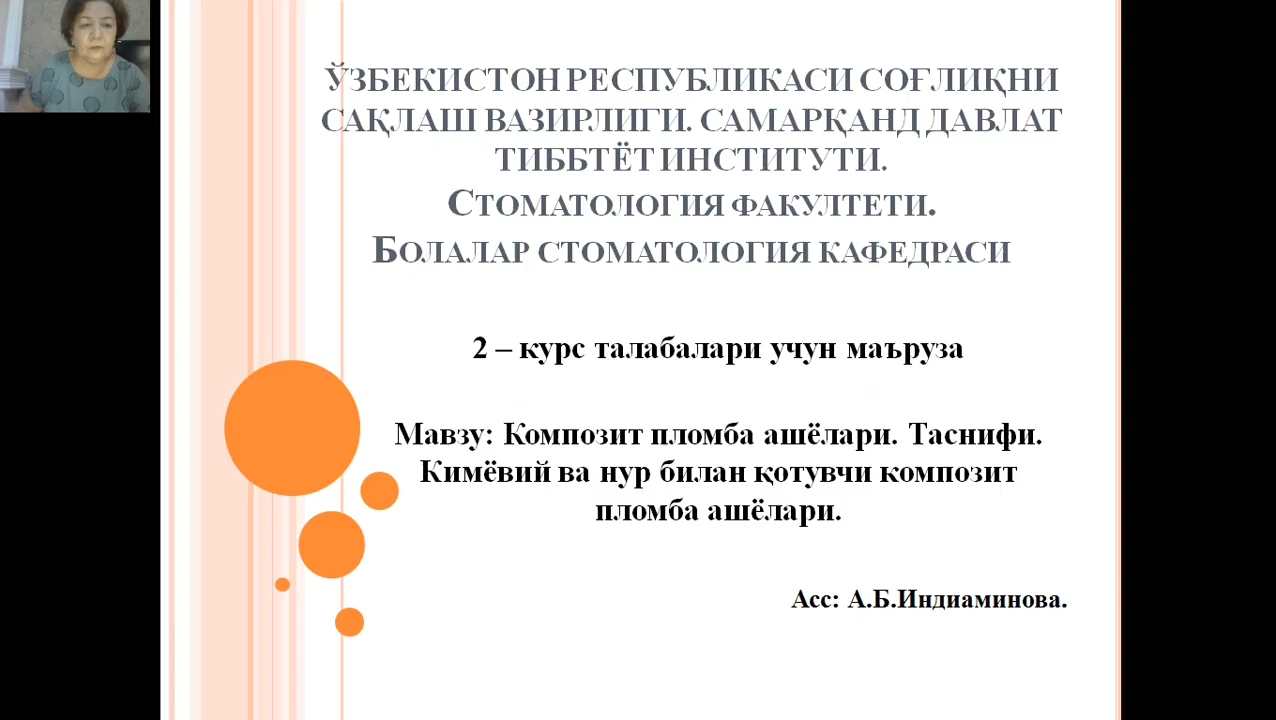 ЎЗБЕКИСТОН РЕСПУБЛИКАСИ СОҒЛИҚНИ
САҚЛАШ ВАЗИРЛИГИ. САМАРҚАНД ДАВЛАТ
ТИББТЁТ ИНСТИТУТИ.
СТОМАТОЛОГИЯ ФАКУЛТЕТИ.
БОЛАЛАР СТОМАТОЛОГИЯ КАФЕДРАСИ
2 – курс талабалари учун маъруза
Мавзу: Композит пломба ашёлари. Таснифи.
Кимёвий ва нур билан қотувчи композит
пломба ашёлари.
Асс: А.Б.Индиаминова.